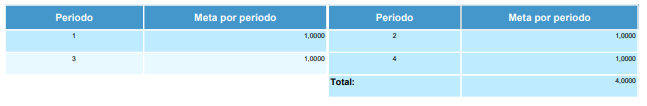 Periodo Meta por periodo Periodo Meta por periodo
1 1,0000 2 1,0000
3 1,0000 4 1,0000
Total: 4,0000